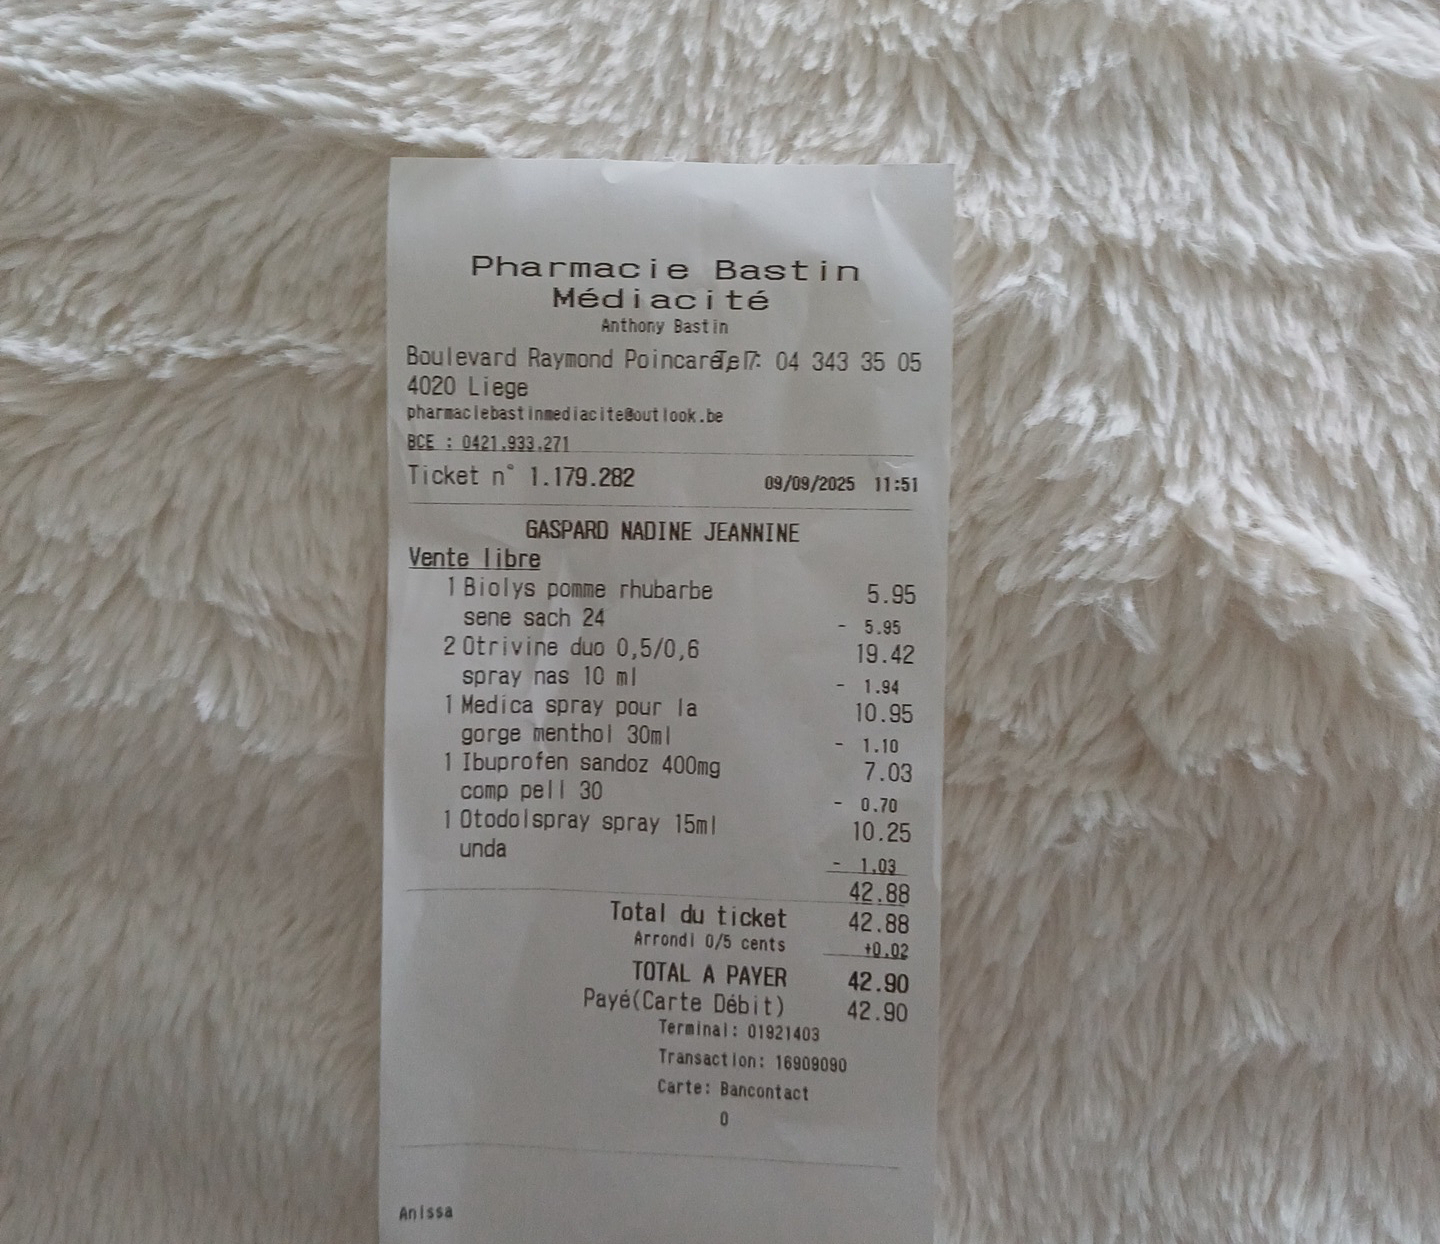 Pharmacie Bastin
Médiacité
Anthony Bastin
Boulevard Raymond Poincaré 7 Tel: 04 343 35 05
4020 Liege
pharmaciebastinmediacite@outlook.be
BCE : 0421.933.271
Ticket n° 1.179.282 09/09/2025 11:51
GASPARD NADINE JEANNINE
Vente libre
1 Biolys pomme rhubarbe 5.95
sene sach 24 - 5.95
2 Otrivine duo 0,5/0,6 19.42
spray nas 10 ml - 1.94
1 Medica spray pour la 10.95
gorge menthol 30ml - 1.10
1 Ibuprofen sandoz 400mg 7.03
comp pell 30 - 0.70
1 Otodolspray spray 15ml 10.25
unda - 1.03
42.88
Total du ticket 42.88
Arrondi 0/5 cents +0.02
TOTAL A PAYER 42.90
Payé(Carte Débit) 42.90
Terminal: 01921403
Transaction: 16909090
Carte: Bancontact
0
Anissa